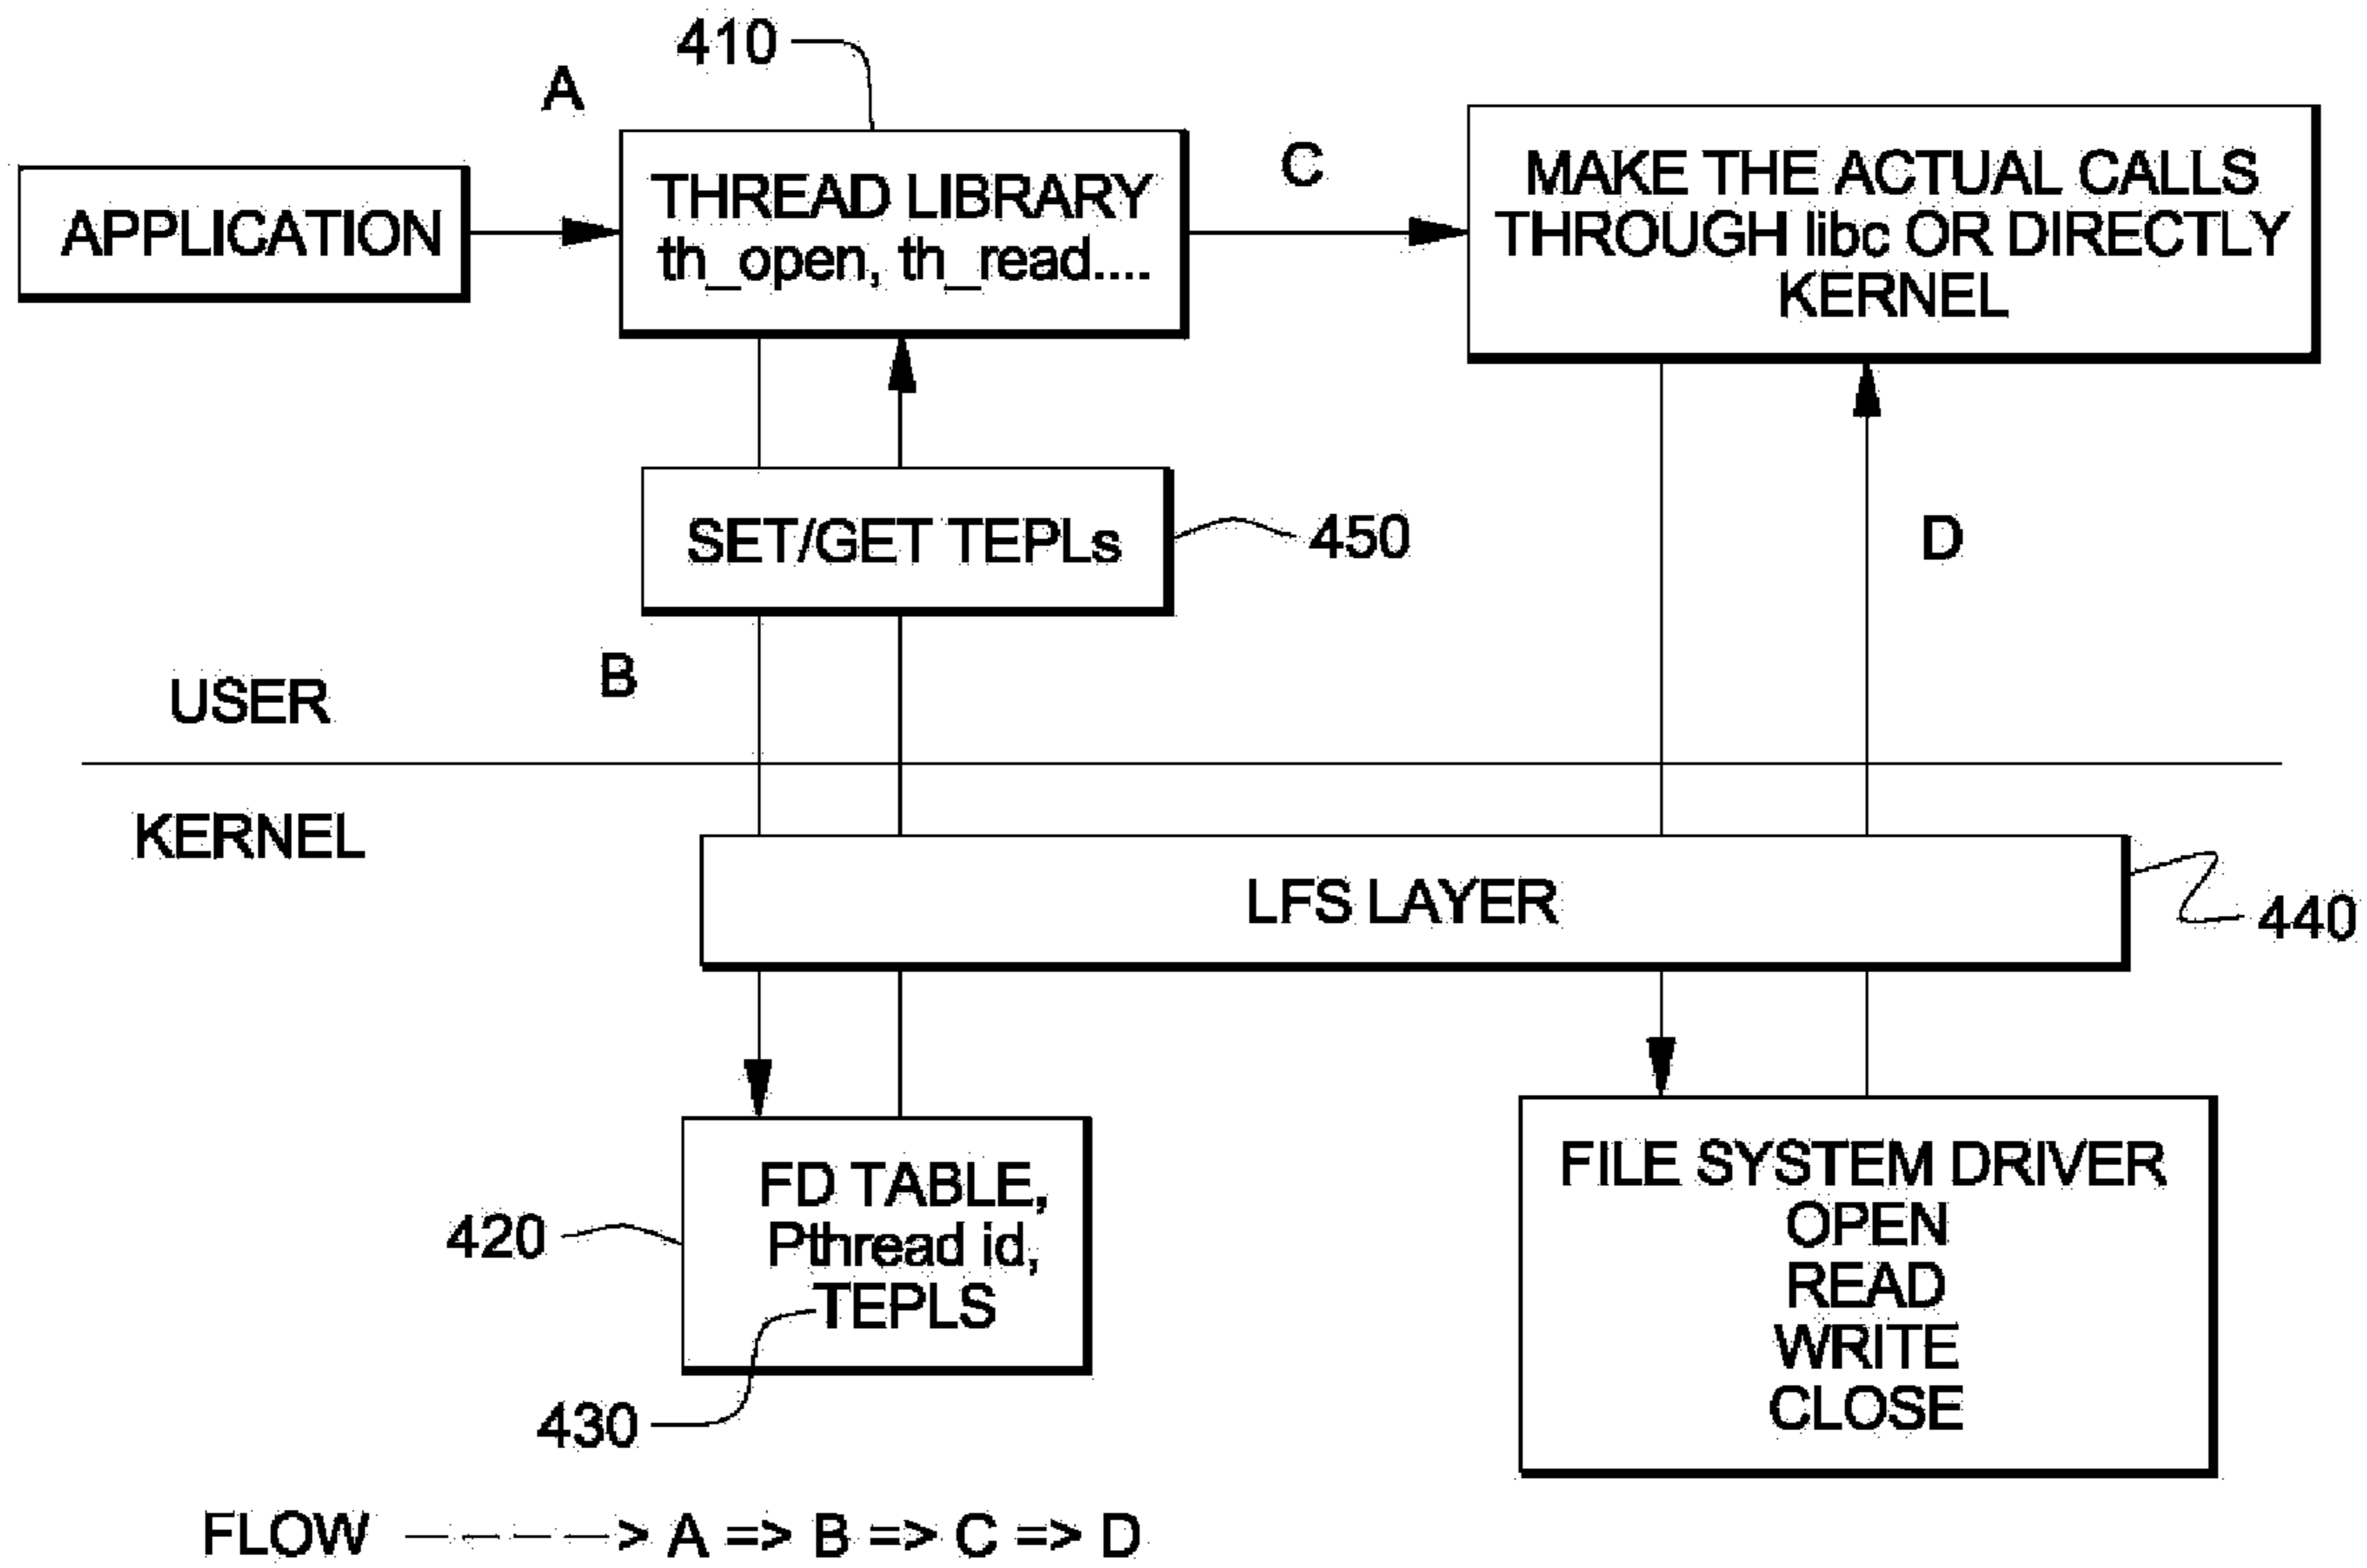 410
A
C
APPLICATION
THREAD LIBRARY
th_open, th_read....
MAKE THE ACTUAL CALLS
THROUGH libc OR DIRECTLY
KERNEL
SET/GET TEPLs
450
D
B
USER
KERNEL
LFS LAYER
440
420
FD TABLE,
Pthread id,
TEPLS
430
FILE SYSTEM DRIVER
OPEN
READ
WRITE
CLOSE
FLOW -----> A => B => C => D